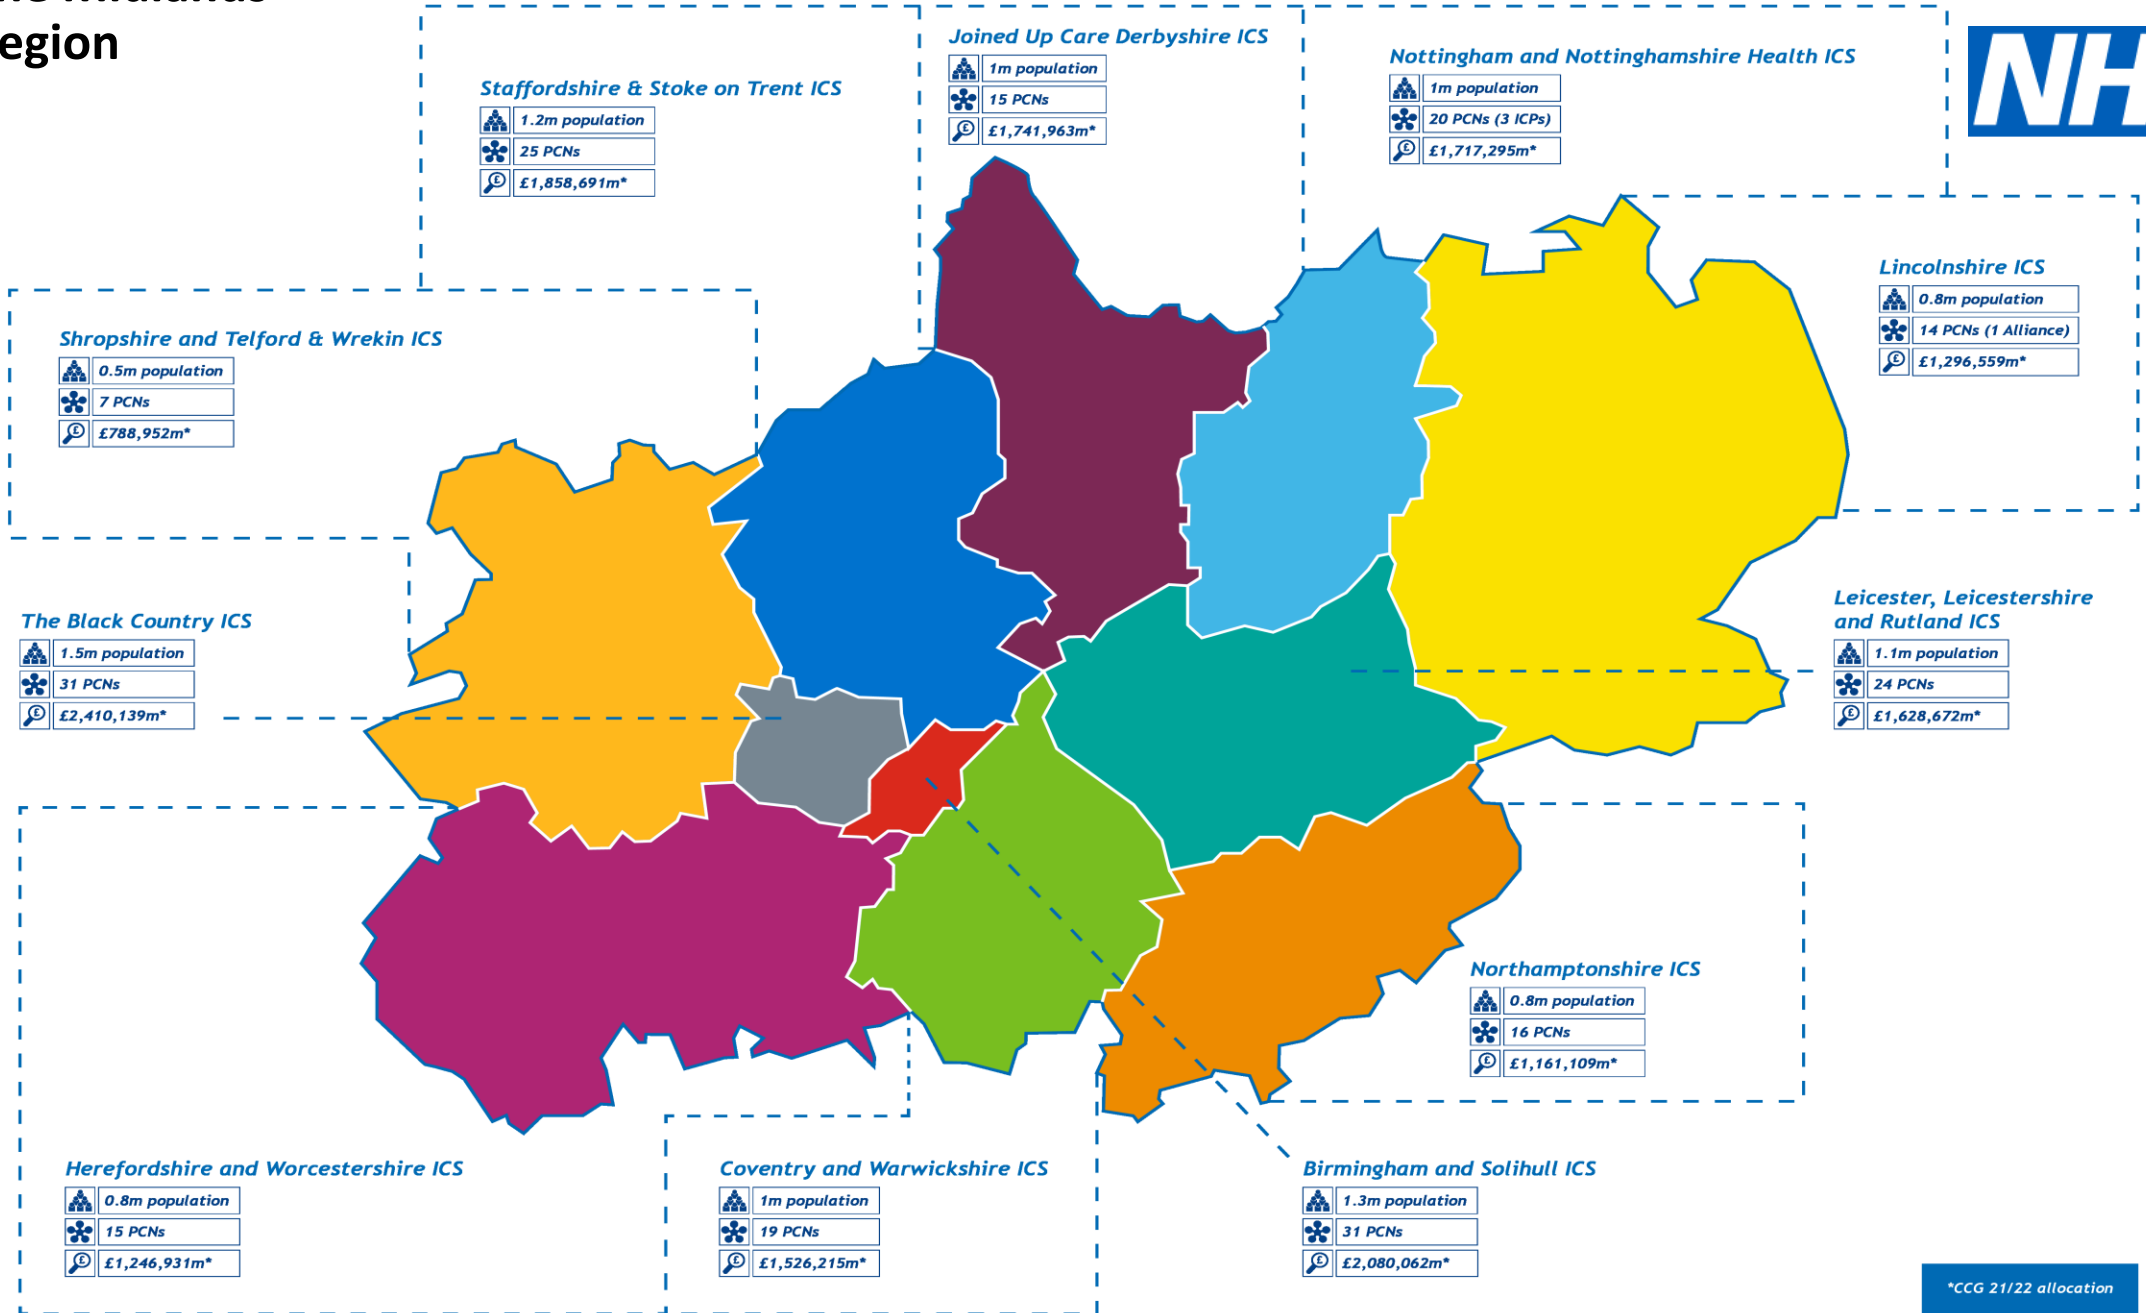 egion
Staffordshire & Stoke on Trent ICS
1.2m population
25 PCNs
£1,858,691m*
Joined Up Care Derbyshire ICS
1m population
15 PCNs
£1,741,963m*
Nottingham and Nottinghamshire Health ICS
1m population
20 PCNs (3 ICPs)
£1,717,295m*
NH
Lincolnshire ICS
0.8m population
14 PCNs (1 Alliance)
£1,296,559m*
Shropshire and Telford & Wrekin ICS
0.5m population
7 PCNs
£788,952m*
The Black Country ICS
1.5m population
31 PCNs
£2,410,139m*
Leicester, Leicestershire
and Rutland ICS
1.1m population
24 PCNs
£1,628,672m*
Northamptonshire ICS
0.8m population
16 PCNs
£1,161,109m*
Herefordshire and Worcestershire ICS
0.8m population
15 PCNs
£1,246,931m*
Coventry and Warwickshire ICS
1m population
19 PCNs
£1,526,215m*
Birmingham and Solihull ICS
1.3m population
31 PCNs
£2,080,062m*
*CCG 21/22 allocation